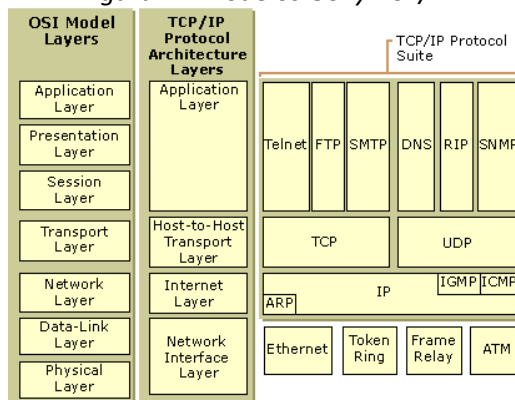 OSI Model
Layers
TCP/IP
Protocol
Architecture
Layers
TCP/IP Protocol
Suite
Application
Layer
Presentation
Layer
Session
Layer
Transport
Layer
Network
Layer
Data-Link
Layer
Physical
Layer
Application
Layer
Host-to-Host
Transport
Layer
Internet
Layer
Network
Interface
Layer
Telnet
FTP
SMTP
DNS
RIP
SNMP
TCP
UDP
ARP
IP
IGMP
ICMP
Ethernet
Token
Ring
Frame
Relay
ATM